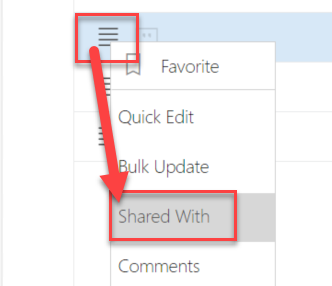 Favorite
Quick Edit
Bulk Update
Shared With
Comments